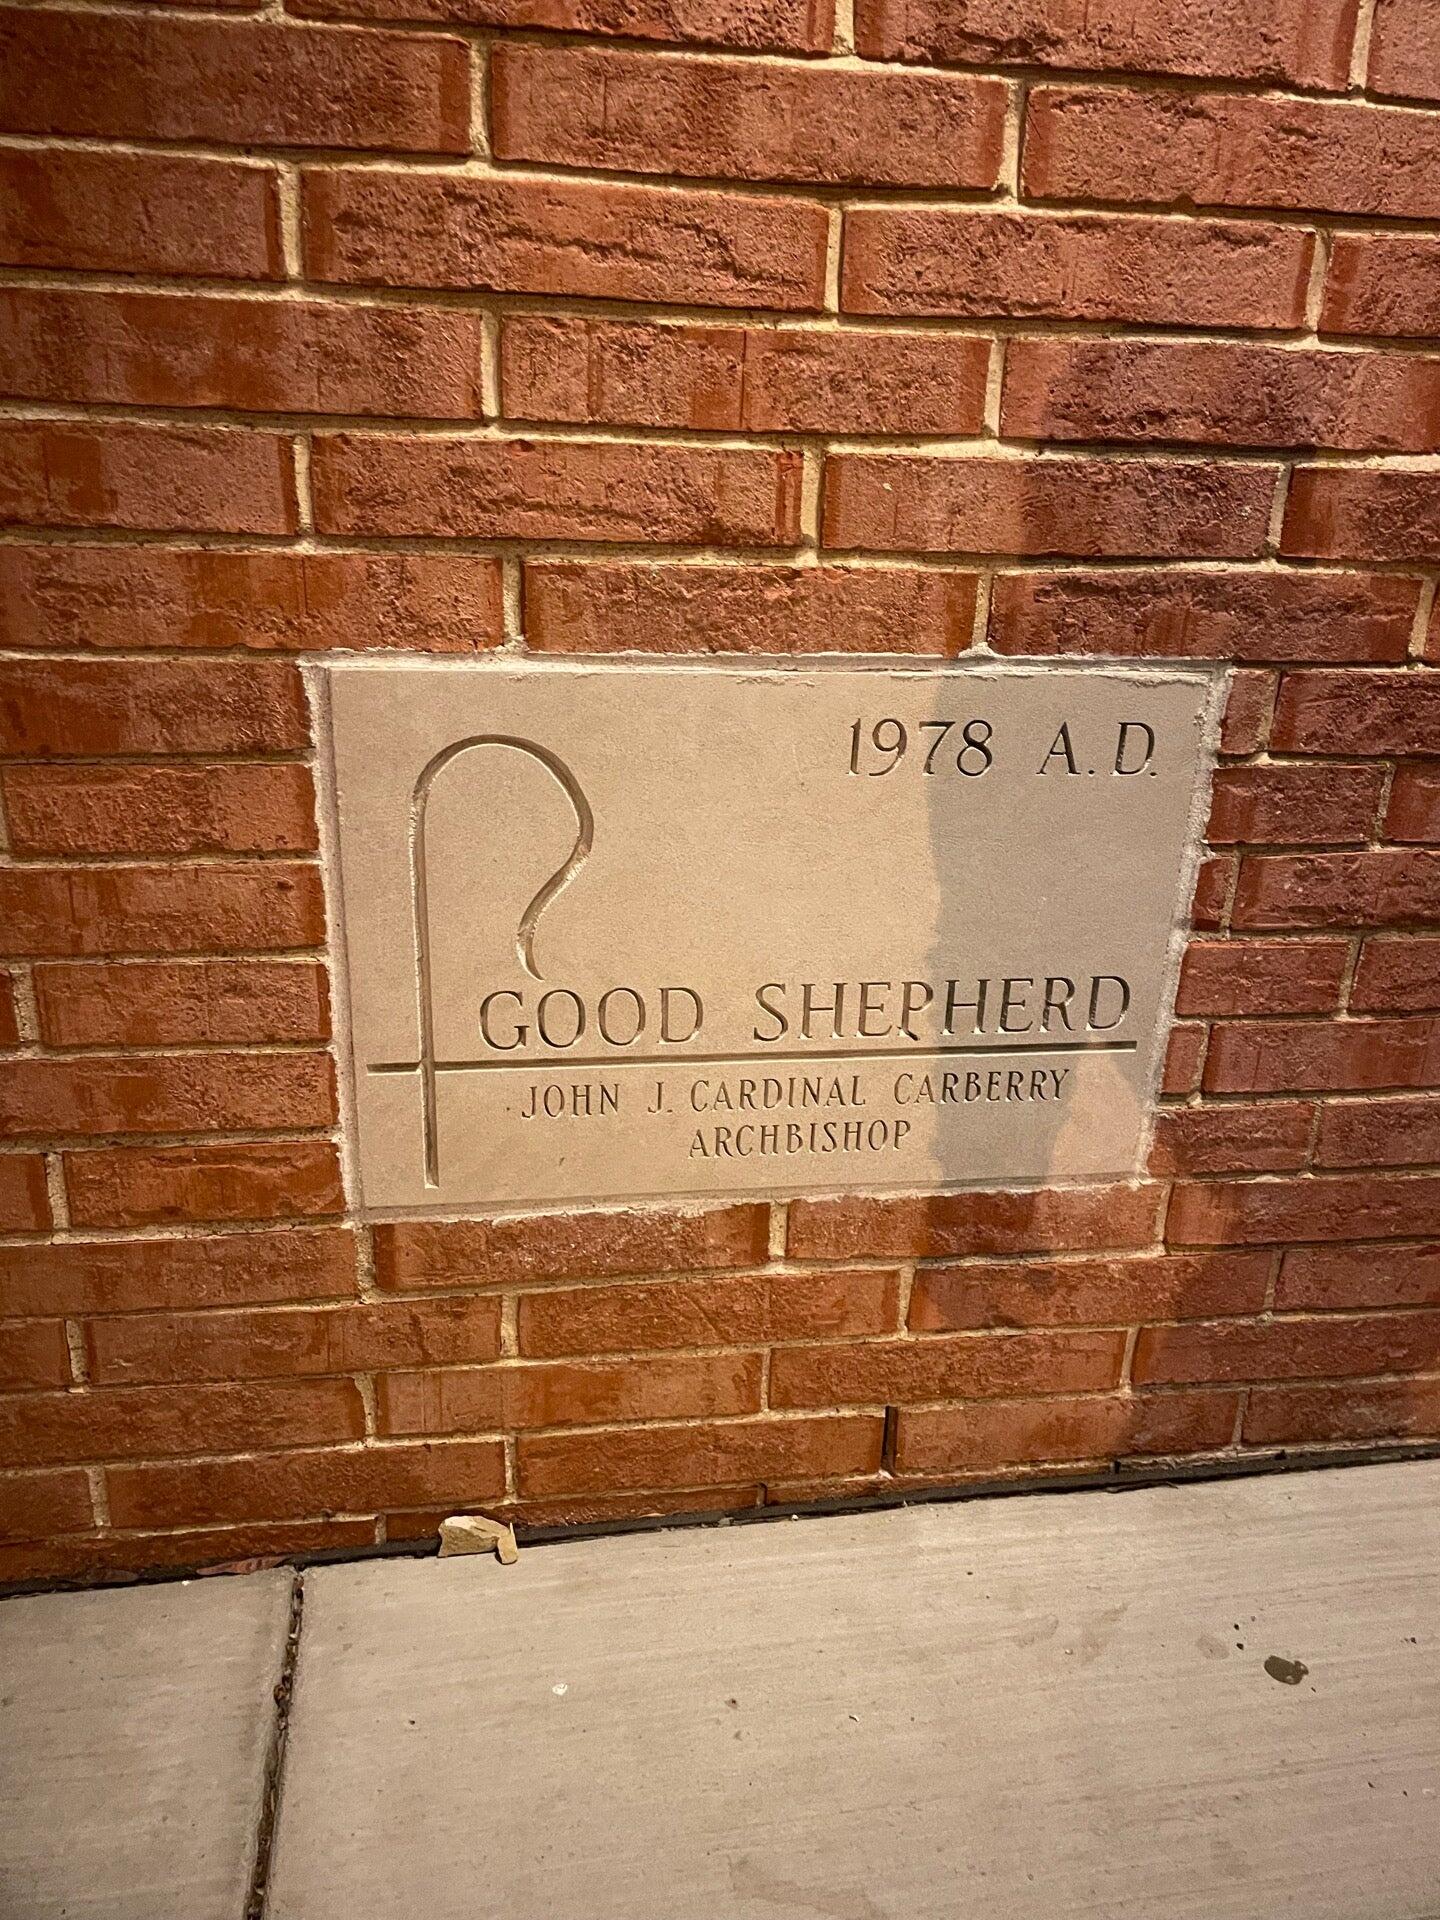 1978 A.D.
GOOD SHEPHERD
JOHN J. CARDINAL CARBERRY
ARCHBISHOP